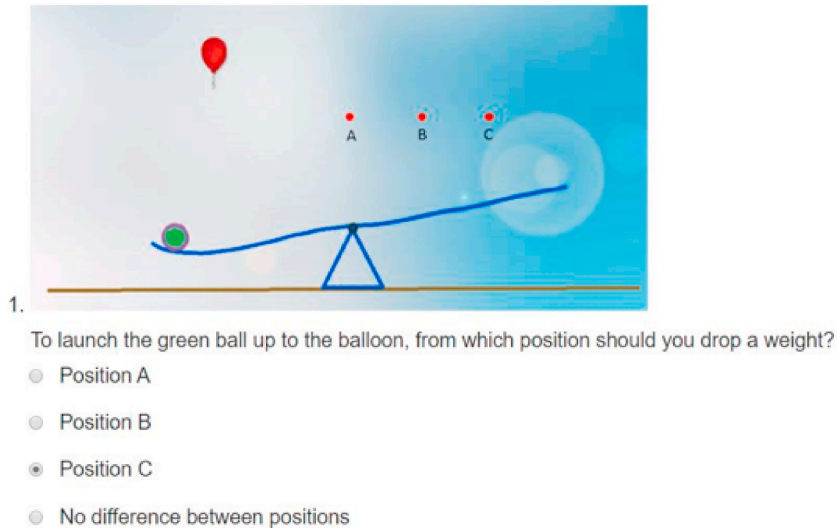 A B C
1.
To launch the green ball up to the balloon, from which position should you drop a weight?
Position A
Position B
Position C
No difference between positions